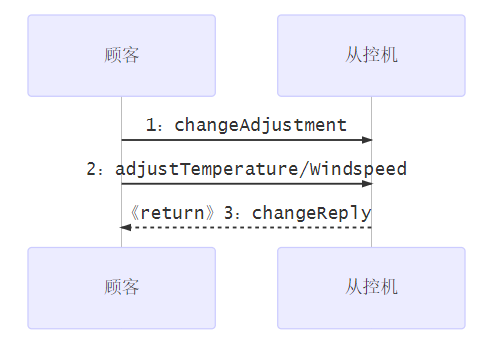 顾客 从控机
1：changeAdjustment
2：adjustTemperature/Windspeed
《return》3：changeReply
顾客 从控机